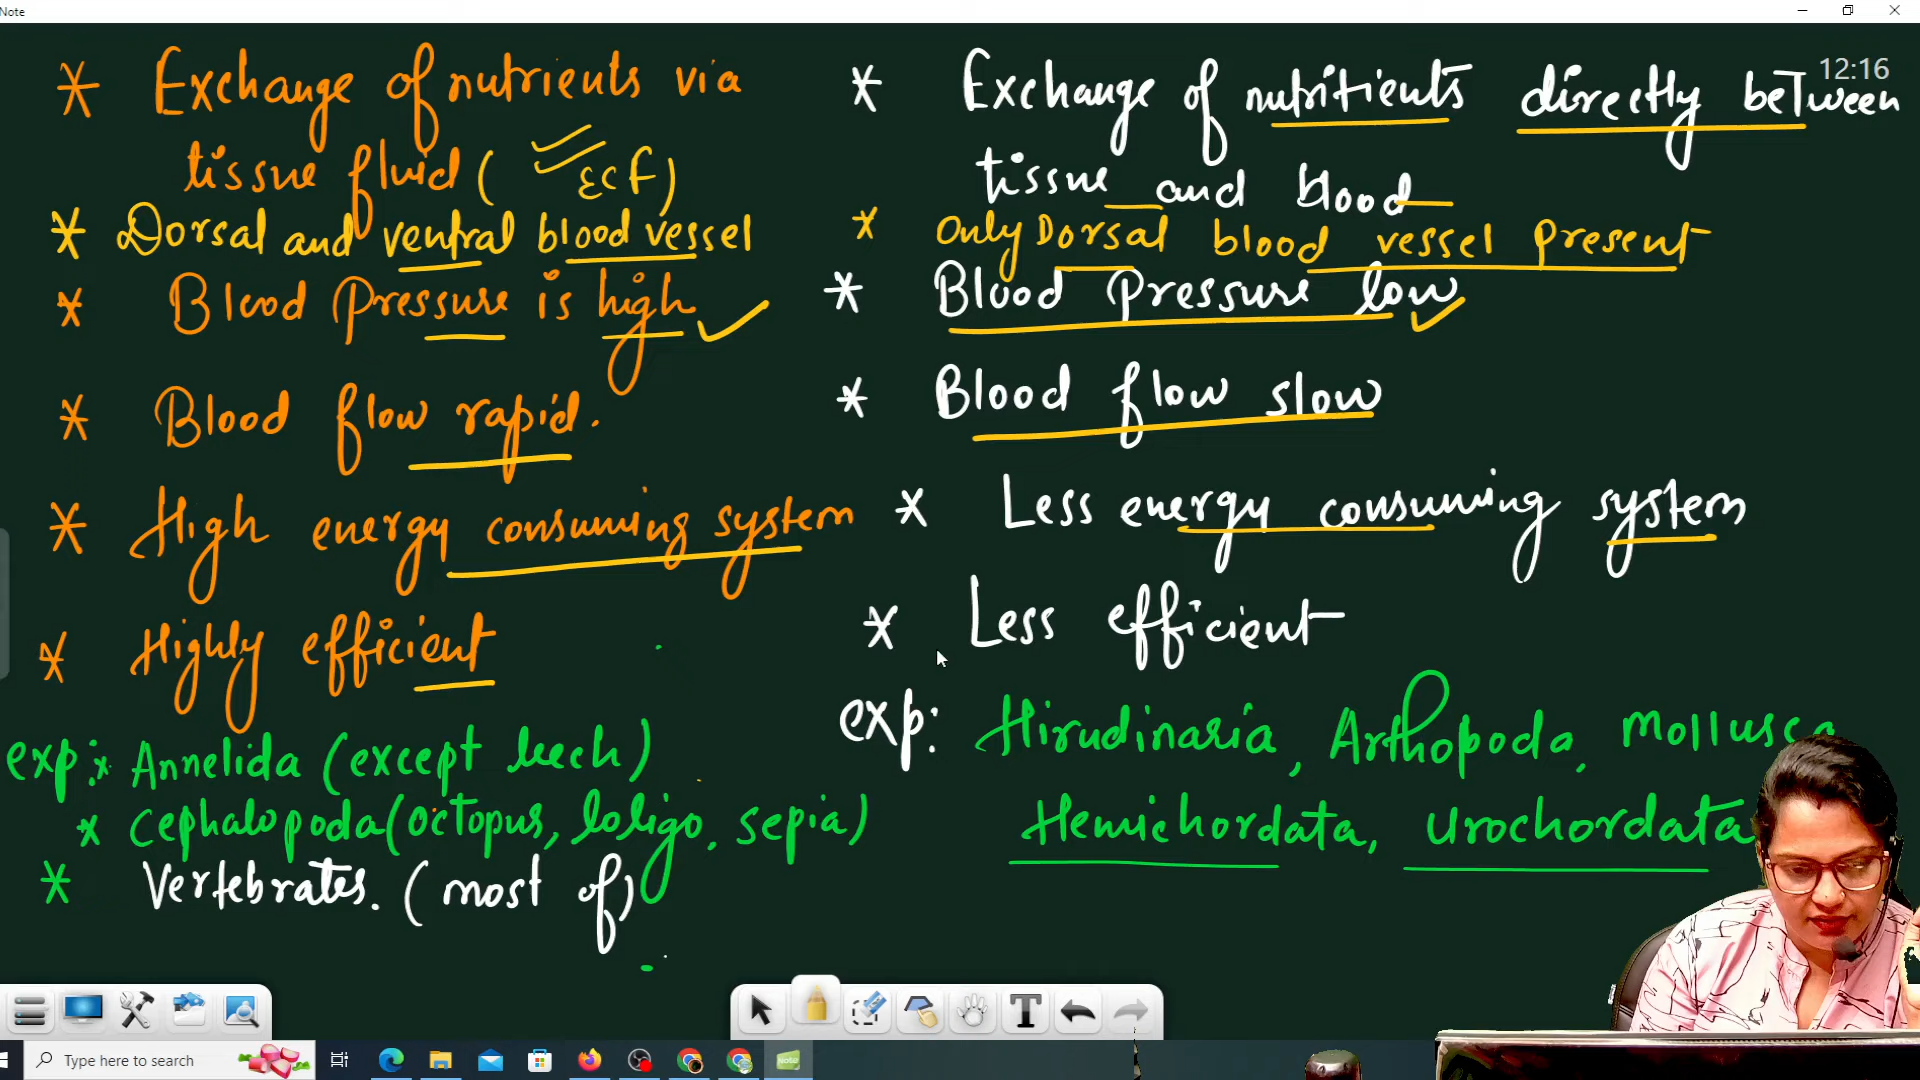 Note
12:16
* Exchange of nutrients via
tissue fluid ( ECF)
* Dorsal and ventral blood vessel
* Blood pressure is high
* Blood flow rapid.
* High energy consuming system
* Highly efficient
exp:* Annelida (except leech)
* Cephalopoda(octopus, loligo, sepia)
* Vertebrates. (most of)
* Exchange of nutritients directly between
tissue and blood
* Only Dorsal blood vessel present
* Blood pressure low
* Blood flow slow
* Less energy consuming system
* Less efficient
exp: Hirudinaria, Arthopoda, Mollusca
Hemichordata, Urochordata
Type here to search